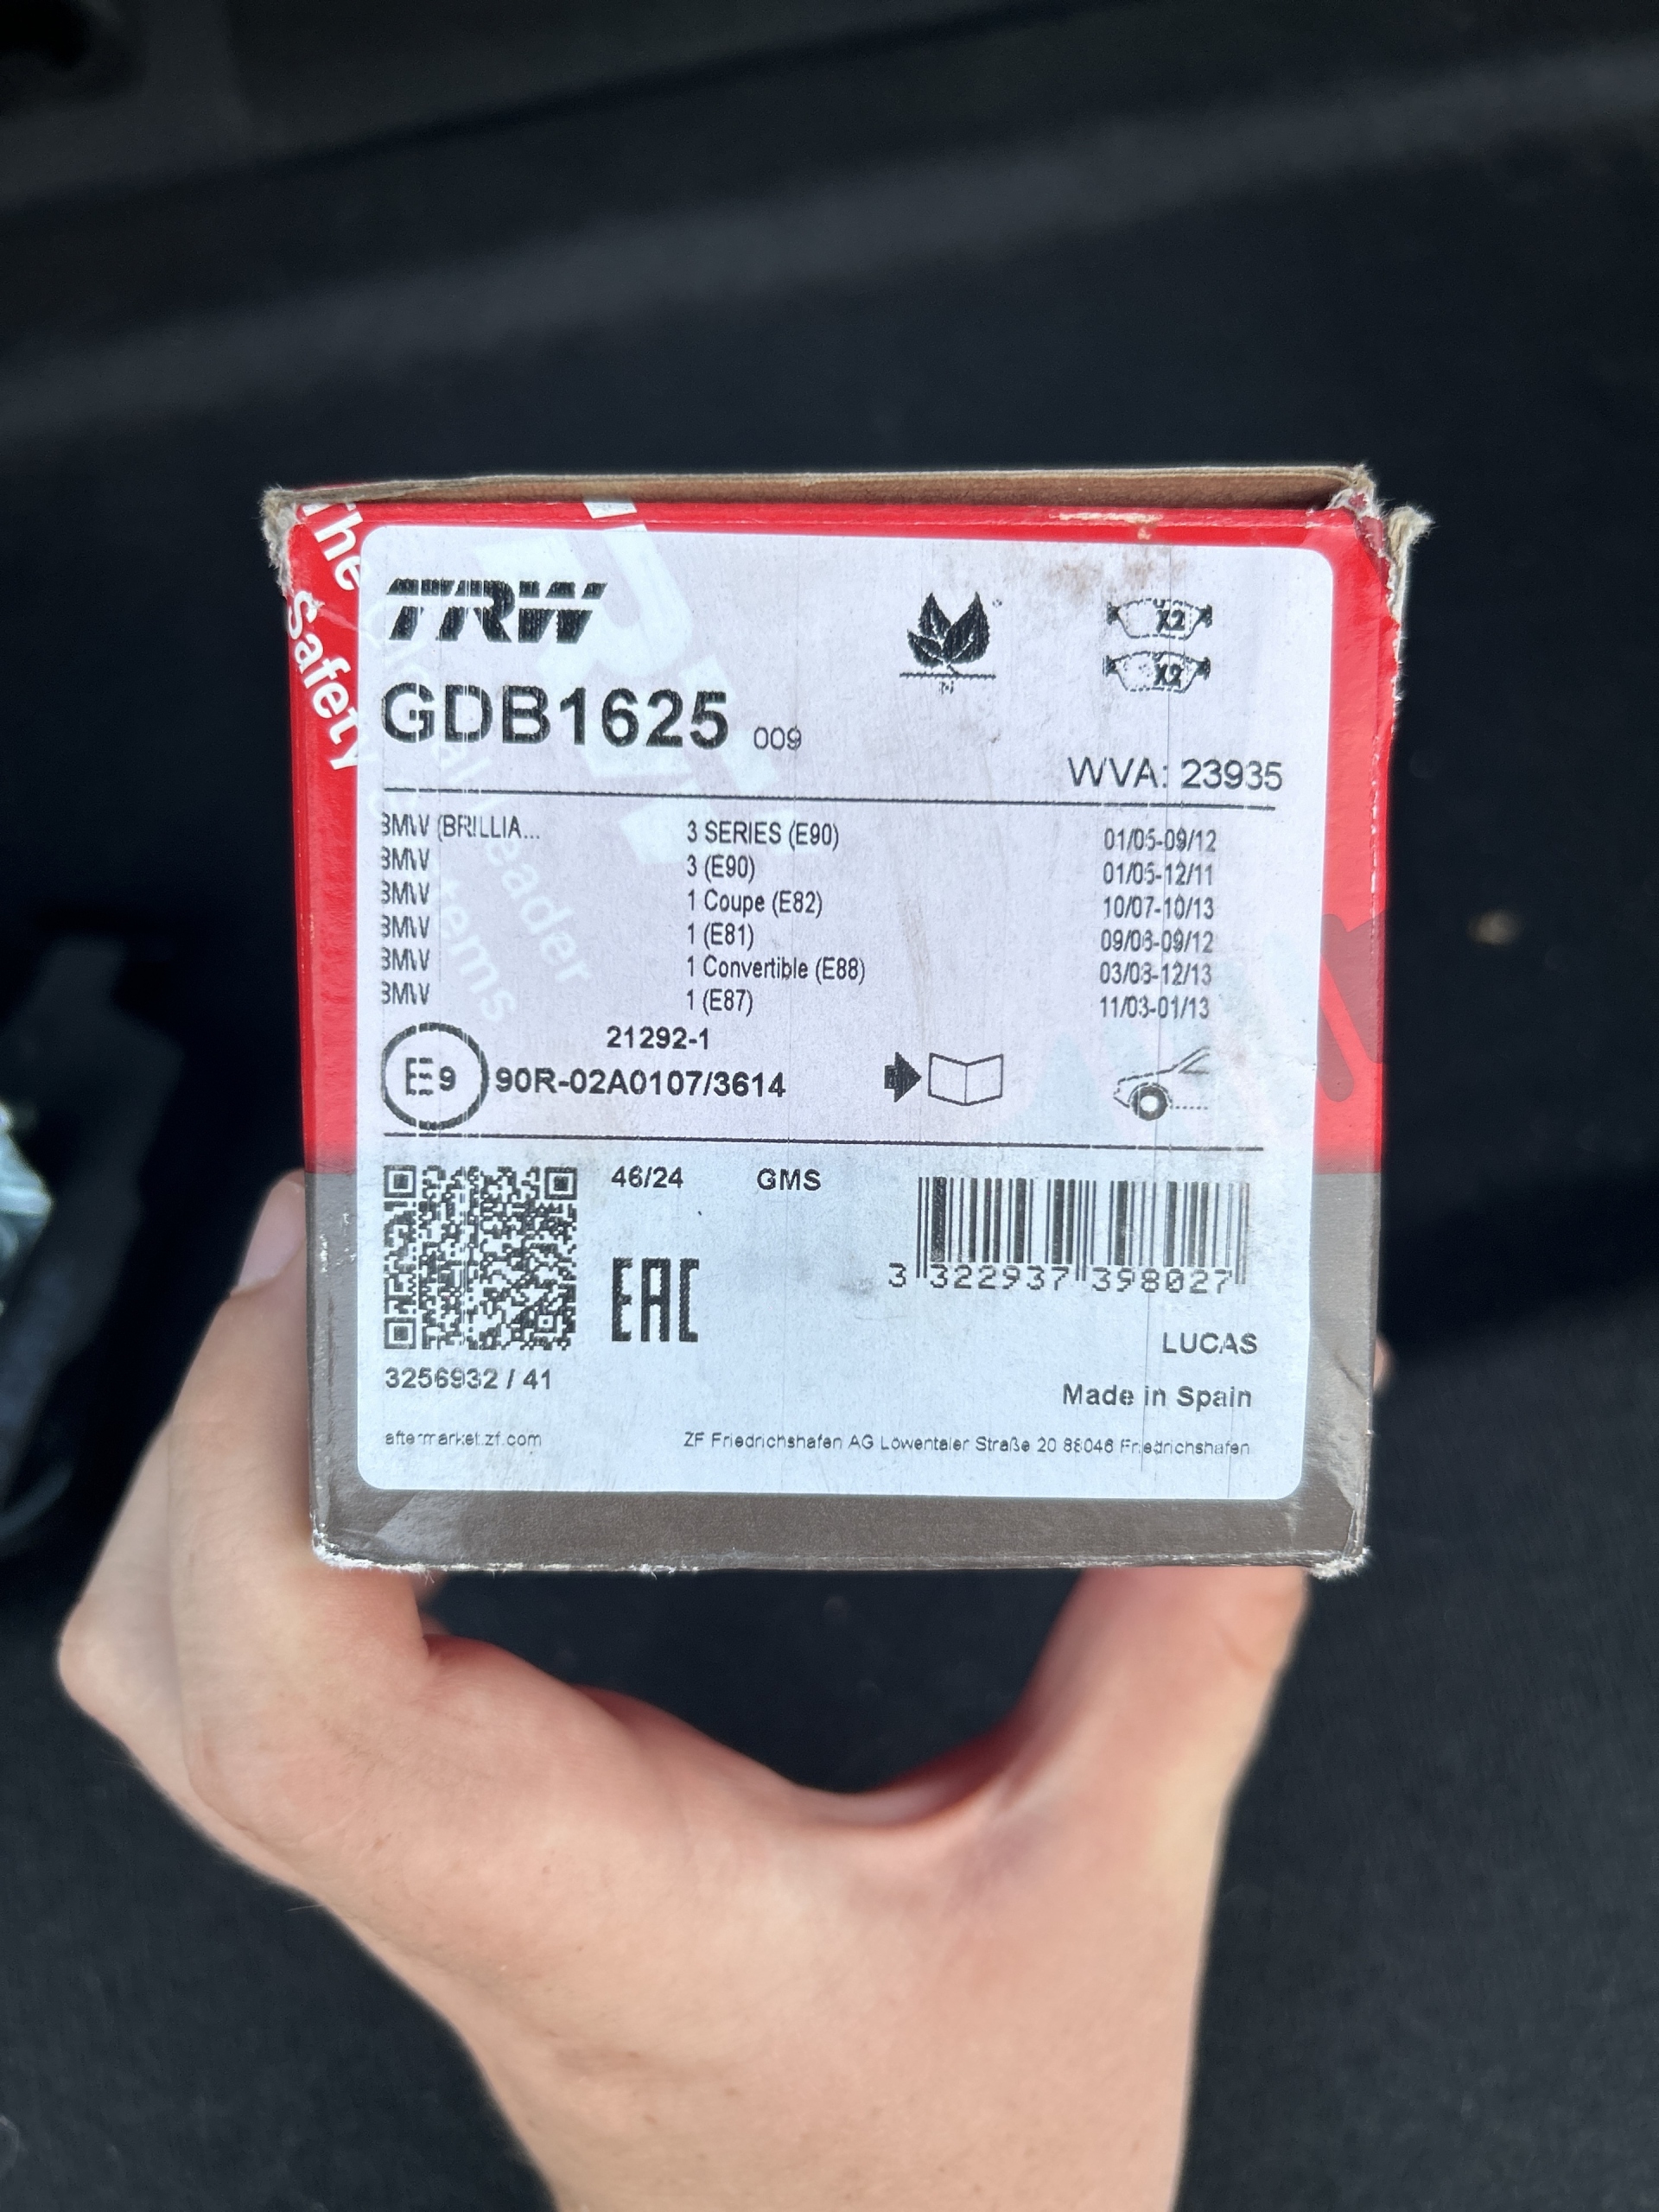 The
Safety
TRW
X2
X2
GDB1625 009
WVA: 23935
BMW (BRILLIA... 3 SERIES (E90) 01/05-09/12
BMW 3 (E90) 01/05-12/11
BMW 1 Coupe (E82) 10/07-10/13
BMW 1 (E81) 09/06-09/12
BMW 1 Convertible (E88) 03/08-12/13
BMW 1 (E87) 11/03-01/13
21292-1
E9 90R-02A0107/3614
46/24 GMS
EAC
3 322937 398027
LUCAS
3256932 / 41
Made in Spain
aftermarket.zf.com ZF Friedrichshafen AG Löwentaler Straße 20 88046 Friedrichshafen